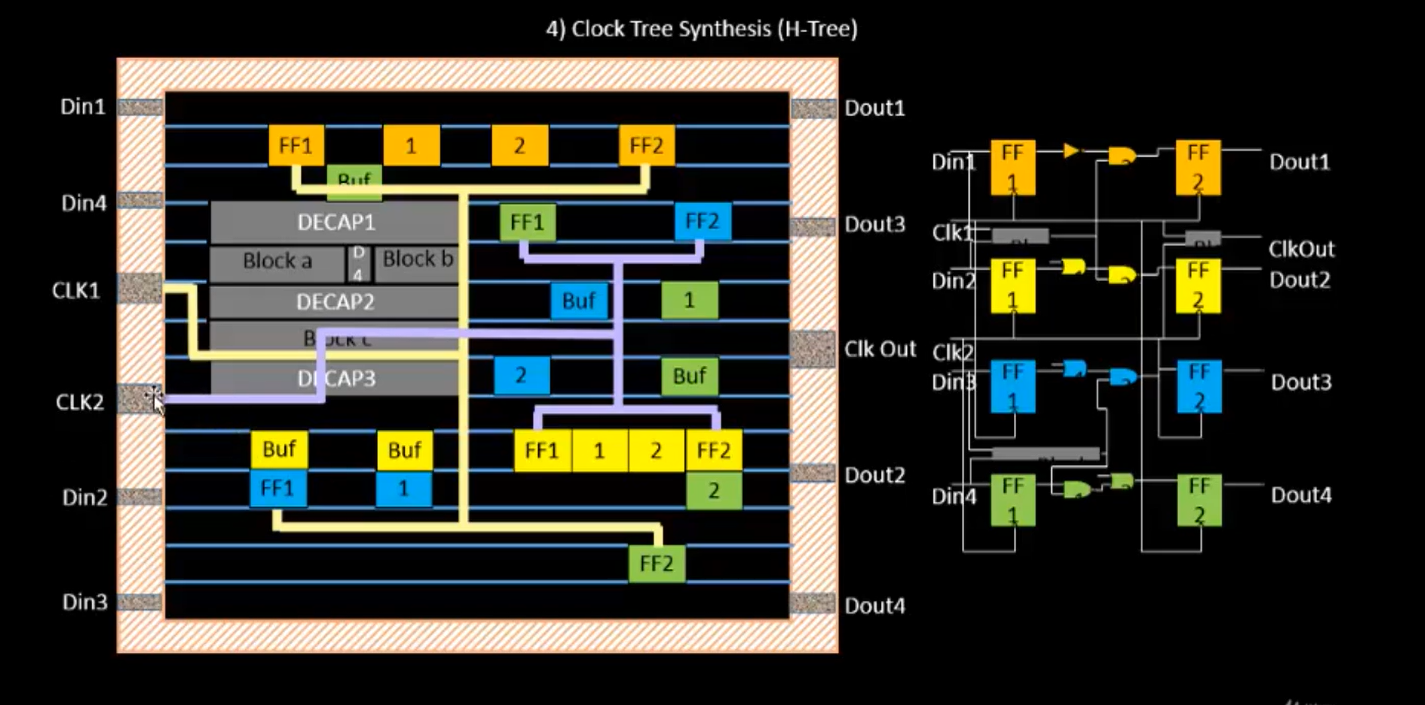 4) Clock Tree Synthesis (H-Tree)
Din1
Dout1
FF1 1 2 FF2
Buf
Din4
DECAP1
FF1 FF2
Dout3
Block a D4 Block b
CLK1
DECAP2
Buf 1
Block c
Clk Out
DECAP3
2 Buf
CLK2
Buf Buf
FF1 1 2 FF2
FF1 1
2
Din2
Dout2
FF2
Din3
Dout4
Din1
FF 1
FF 2
Dout1
Clk1
ClkOut
Din2
FF 1
2
FF 2
Dout2
Clk2
Din3
FF 1
FF 2
Dout3
Din4
FF 1
FF 2
Dout4